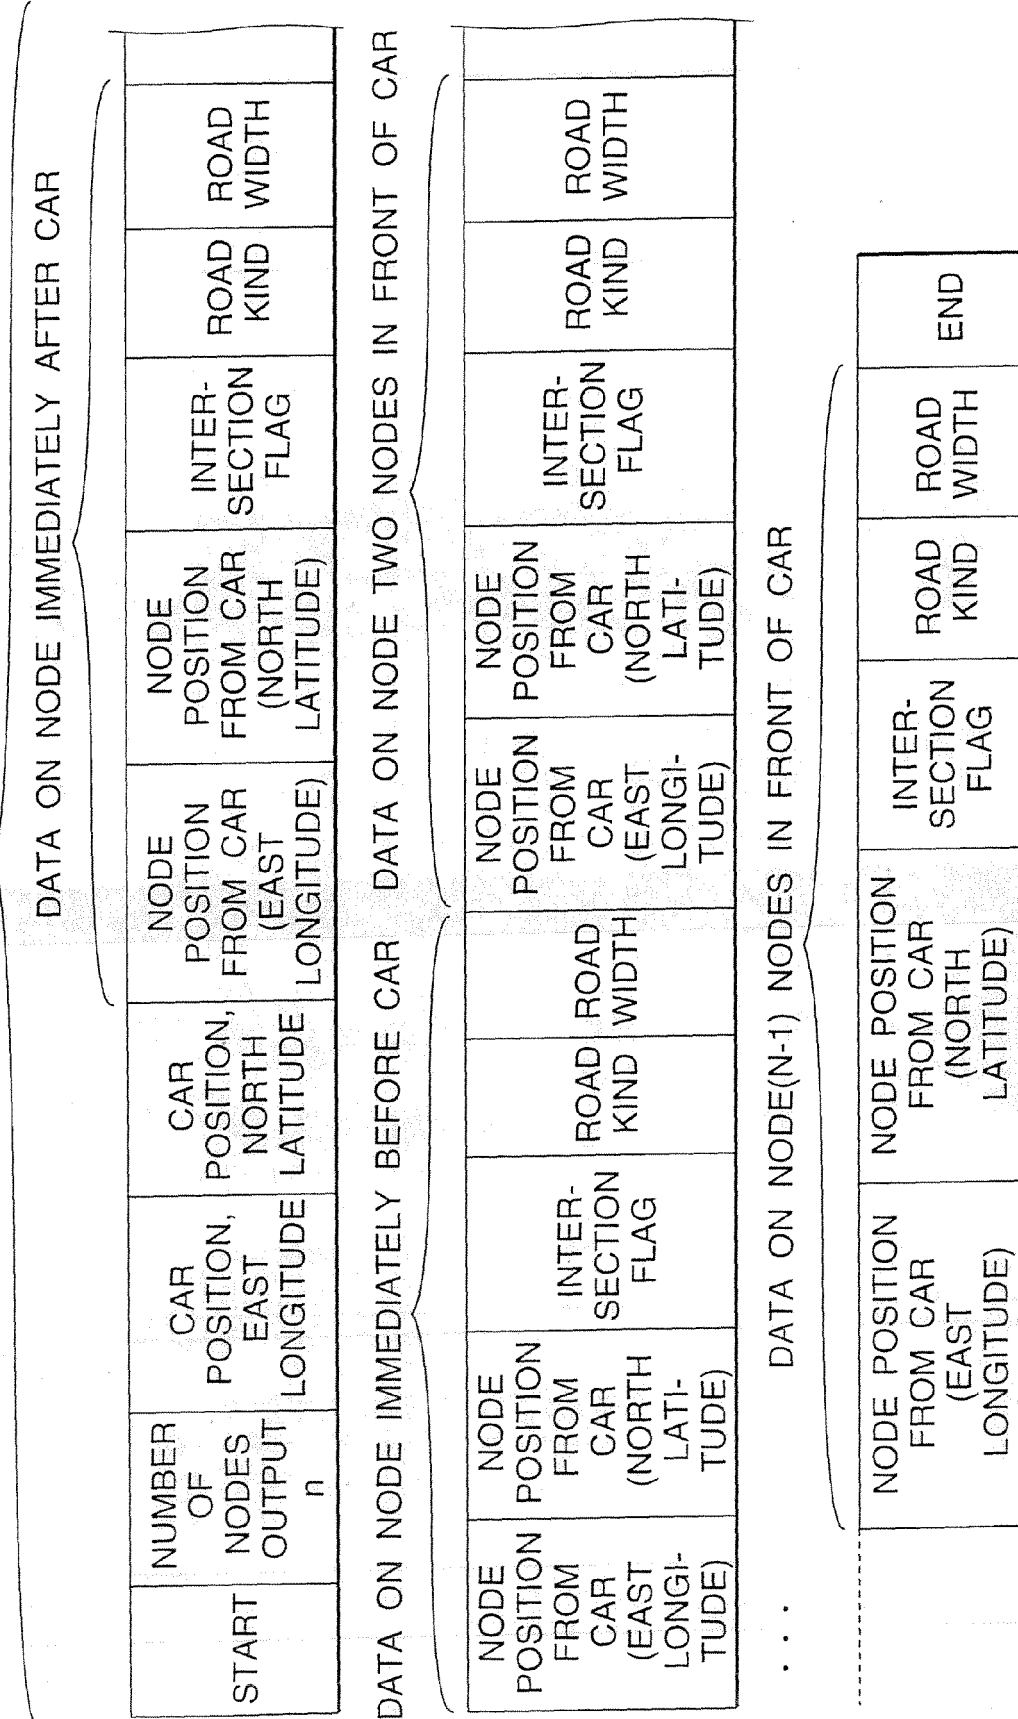 DATA ON NODE IMMEDIATELY AFTER CAR
START
NUMBER
OF
NODES
OUTPUT
n
CAR
POSITION,
EAST
LONGITUDE
CAR
POSITION,
NORTH
LATITUDE
NODE
POSITION
FROM CAR
(EAST
LONGITUDE)
NODE
POSITION
FROM CAR
(NORTH
LATITUDE)
INTER-
SECTION
FLAG
ROAD
KIND
ROAD
WIDTH
DATA ON NODE IMMEDIATELY BEFORE CAR
DATA ON NODE TWO NODES IN FRONT OF CAR
NODE
POSITION
FROM
CAR
(EAST
LONGI-
TUDE)
NODE
POSITION
FROM
CAR
(NORTH
LATI-
TUDE)
INTER-
SECTION
FLAG
ROAD
KIND
ROAD
WIDTH
NODE
POSITION
FROM
CAR
(EAST
LONGI-
TUDE)
NODE
POSITION
FROM
CAR
(NORTH
LATI-
TUDE)
INTER-
SECTION
FLAG
ROAD
KIND
ROAD
WIDTH
. . .
DATA ON NODE(N-1) NODES IN FRONT OF CAR
NODE POSITION
FROM CAR
(EAST
LONGITUDE)
NODE POSITION
FROM CAR
(NORTH
LATITUDE)
INTER-
SECTION
FLAG
ROAD
KIND
ROAD
WIDTH
END